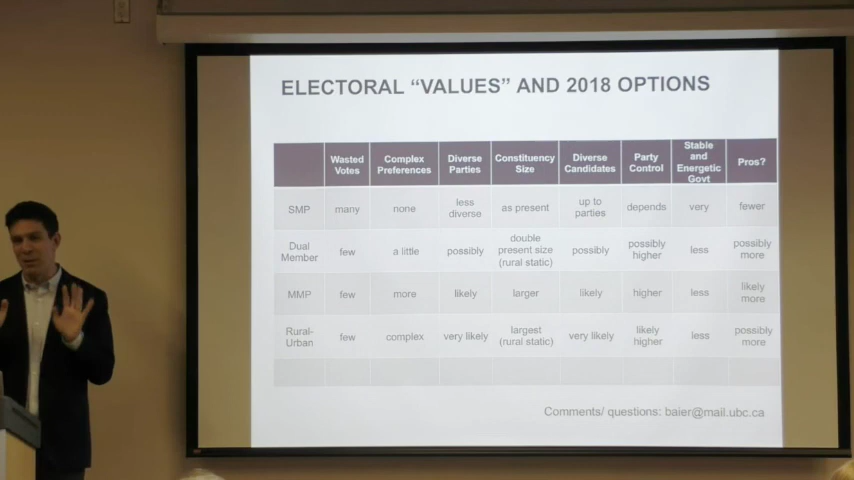 ELECTORAL "VALUES" AND 2018 OPTIONS
Wasted Votes | Complex Preferences | Diverse Parties | Constituency Size | Diverse Candidates | Party Control | Stable and Energetic Govt | Pros?
SMP | many | none | less diverse | as present | up to parties | depends | very | fewer
Dual Member | few | a little | possibly | double present size (rural static) | possibly | possibly higher | less | possibly more
MMP | few | more | likely | larger | likely | higher | less | likely more
Rural-Urban | few | complex | very likely | largest (rural static) | very likely | likely higher | less | possibly more
Comments/ questions: baier@mail.ubc.ca